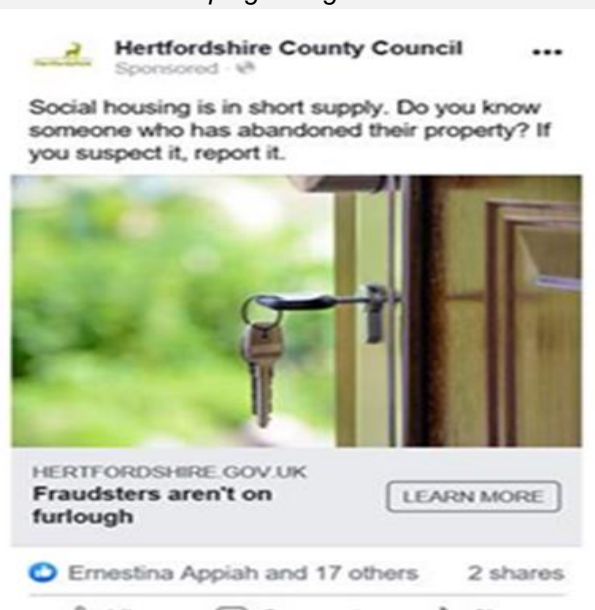 Hertfordshire County Council
Sponsored ·
Social housing is in short supply. Do you know
someone who has abandoned their property? If
you suspect it, report it.
HERTFORDSHIRE.GOV.UK
Fraudsters aren't on
furlough
LEARN MORE
Ernestina Appiah and 17 others 2 shares